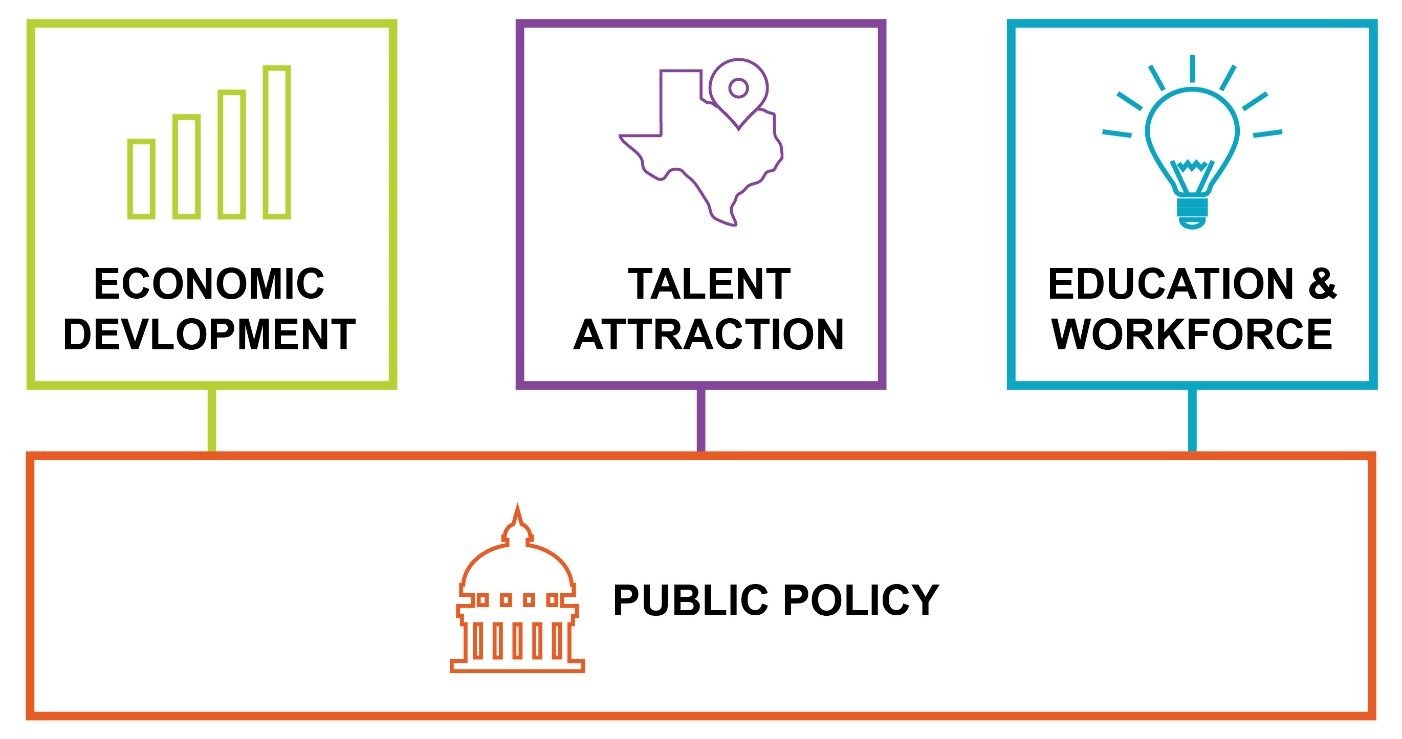 ECONOMIC
DEVLOPMENT
TALENT
ATTRACTION
EDUCATION &
WORKFORCE
PUBLIC POLICY